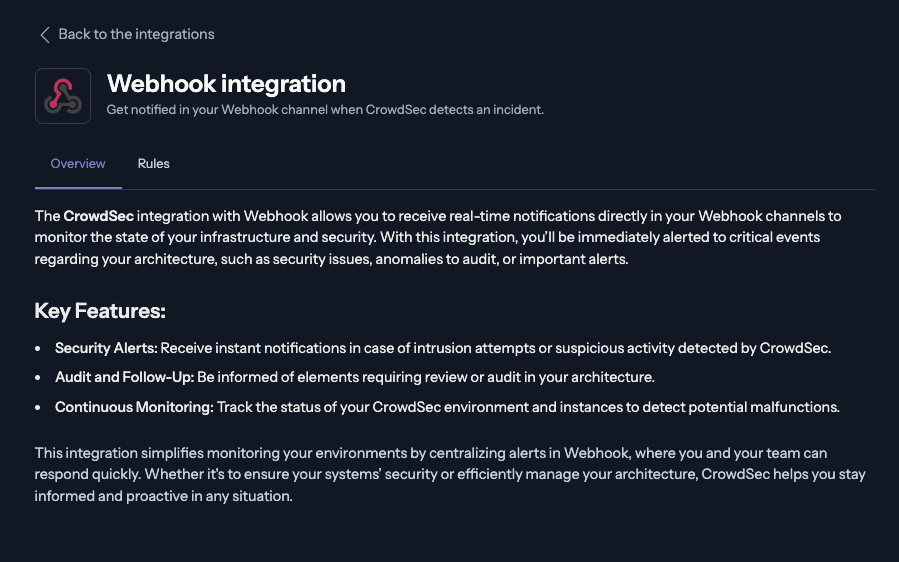 Back to the integrations
Webhook integration
Get notified in your Webhook channel when CrowdSec detects an incident.
Overview
Rules
The CrowdSec integration with Webhook allows you to receive real-time notifications directly in your Webhook channels to
monitor the state of your infrastructure and security. With this integration, you’ll be immediately alerted to critical events
regarding your architecture, such as security issues, anomalies to audit, or important alerts.
Key Features:
• Security Alerts: Receive instant notifications in case of intrusion attempts or suspicious activity detected by CrowdSec.
• Audit and Follow-Up: Be informed of elements requiring review or audit in your architecture.
• Continuous Monitoring: Track the status of your CrowdSec environment and instances to detect potential malfunctions.
This integration simplifies monitoring your environments by centralizing alerts in Webhook, where you and your team can
respond quickly. Whether it's to ensure your systems’ security or efficiently manage your architecture, CrowdSec helps you stay
informed and proactive in any situation.